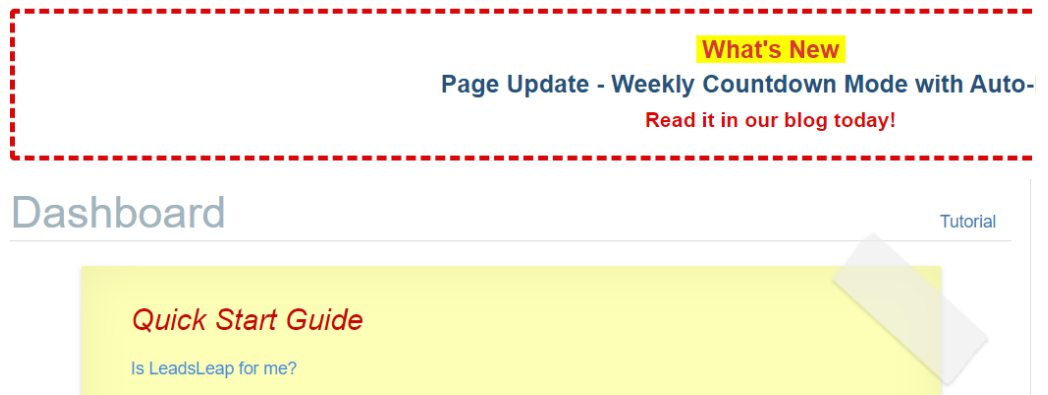 What's New
Page Update - Weekly Countdown Mode with Auto-
Read it in our blog today!
Dashboard
Tutorial
Quick Start Guide
Is LeadsLeap for me?